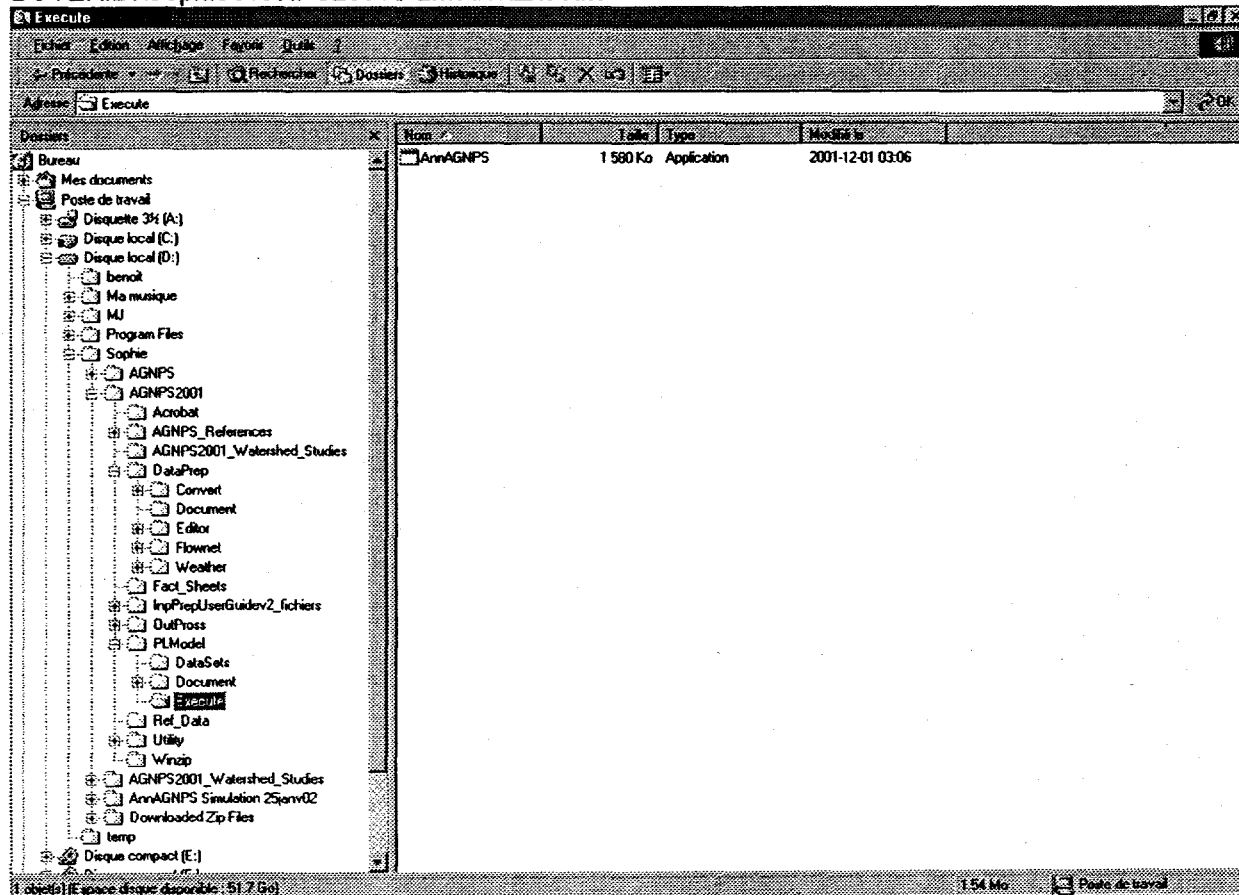 Execute
Fichier Edition Affichage Favoris Outils ?
Précédente Rechercher Dossiers Historique
Adresse Execute OK
Dossiers
Nom Taille Type Modifié le
Bureau
AnnAGNPS 1 580 Ko Application 2001-12-01 03:06
Mes documents
Poste de travail
Disquette 3½ (A:)
Disque local (C:)
Disque local (D:)
benoit
Ma musique
MJ
Program Files
Sophie
AGNPS
AGNPS2001
Acrobat
AGNPS_References
AGNPS2001_Watershed_Studies
DataPrep
Convert
Document
Editor
Flownet
Weather
Fact_Sheets
InpPrepUserGuidev2_fichiers
OutPross
PLModel
DataSets
Document
Execute
Ref_Data
Utility
Winzip
AGNPS2001_Watershed_Studies
AnnAGNPS Simulation 25janv02
Downloaded Zip Files
temp
Disque compact (E:)
1 objet(s) (Espace disque disponible : 51.7 Go) 1.54 Mo Poste de travail